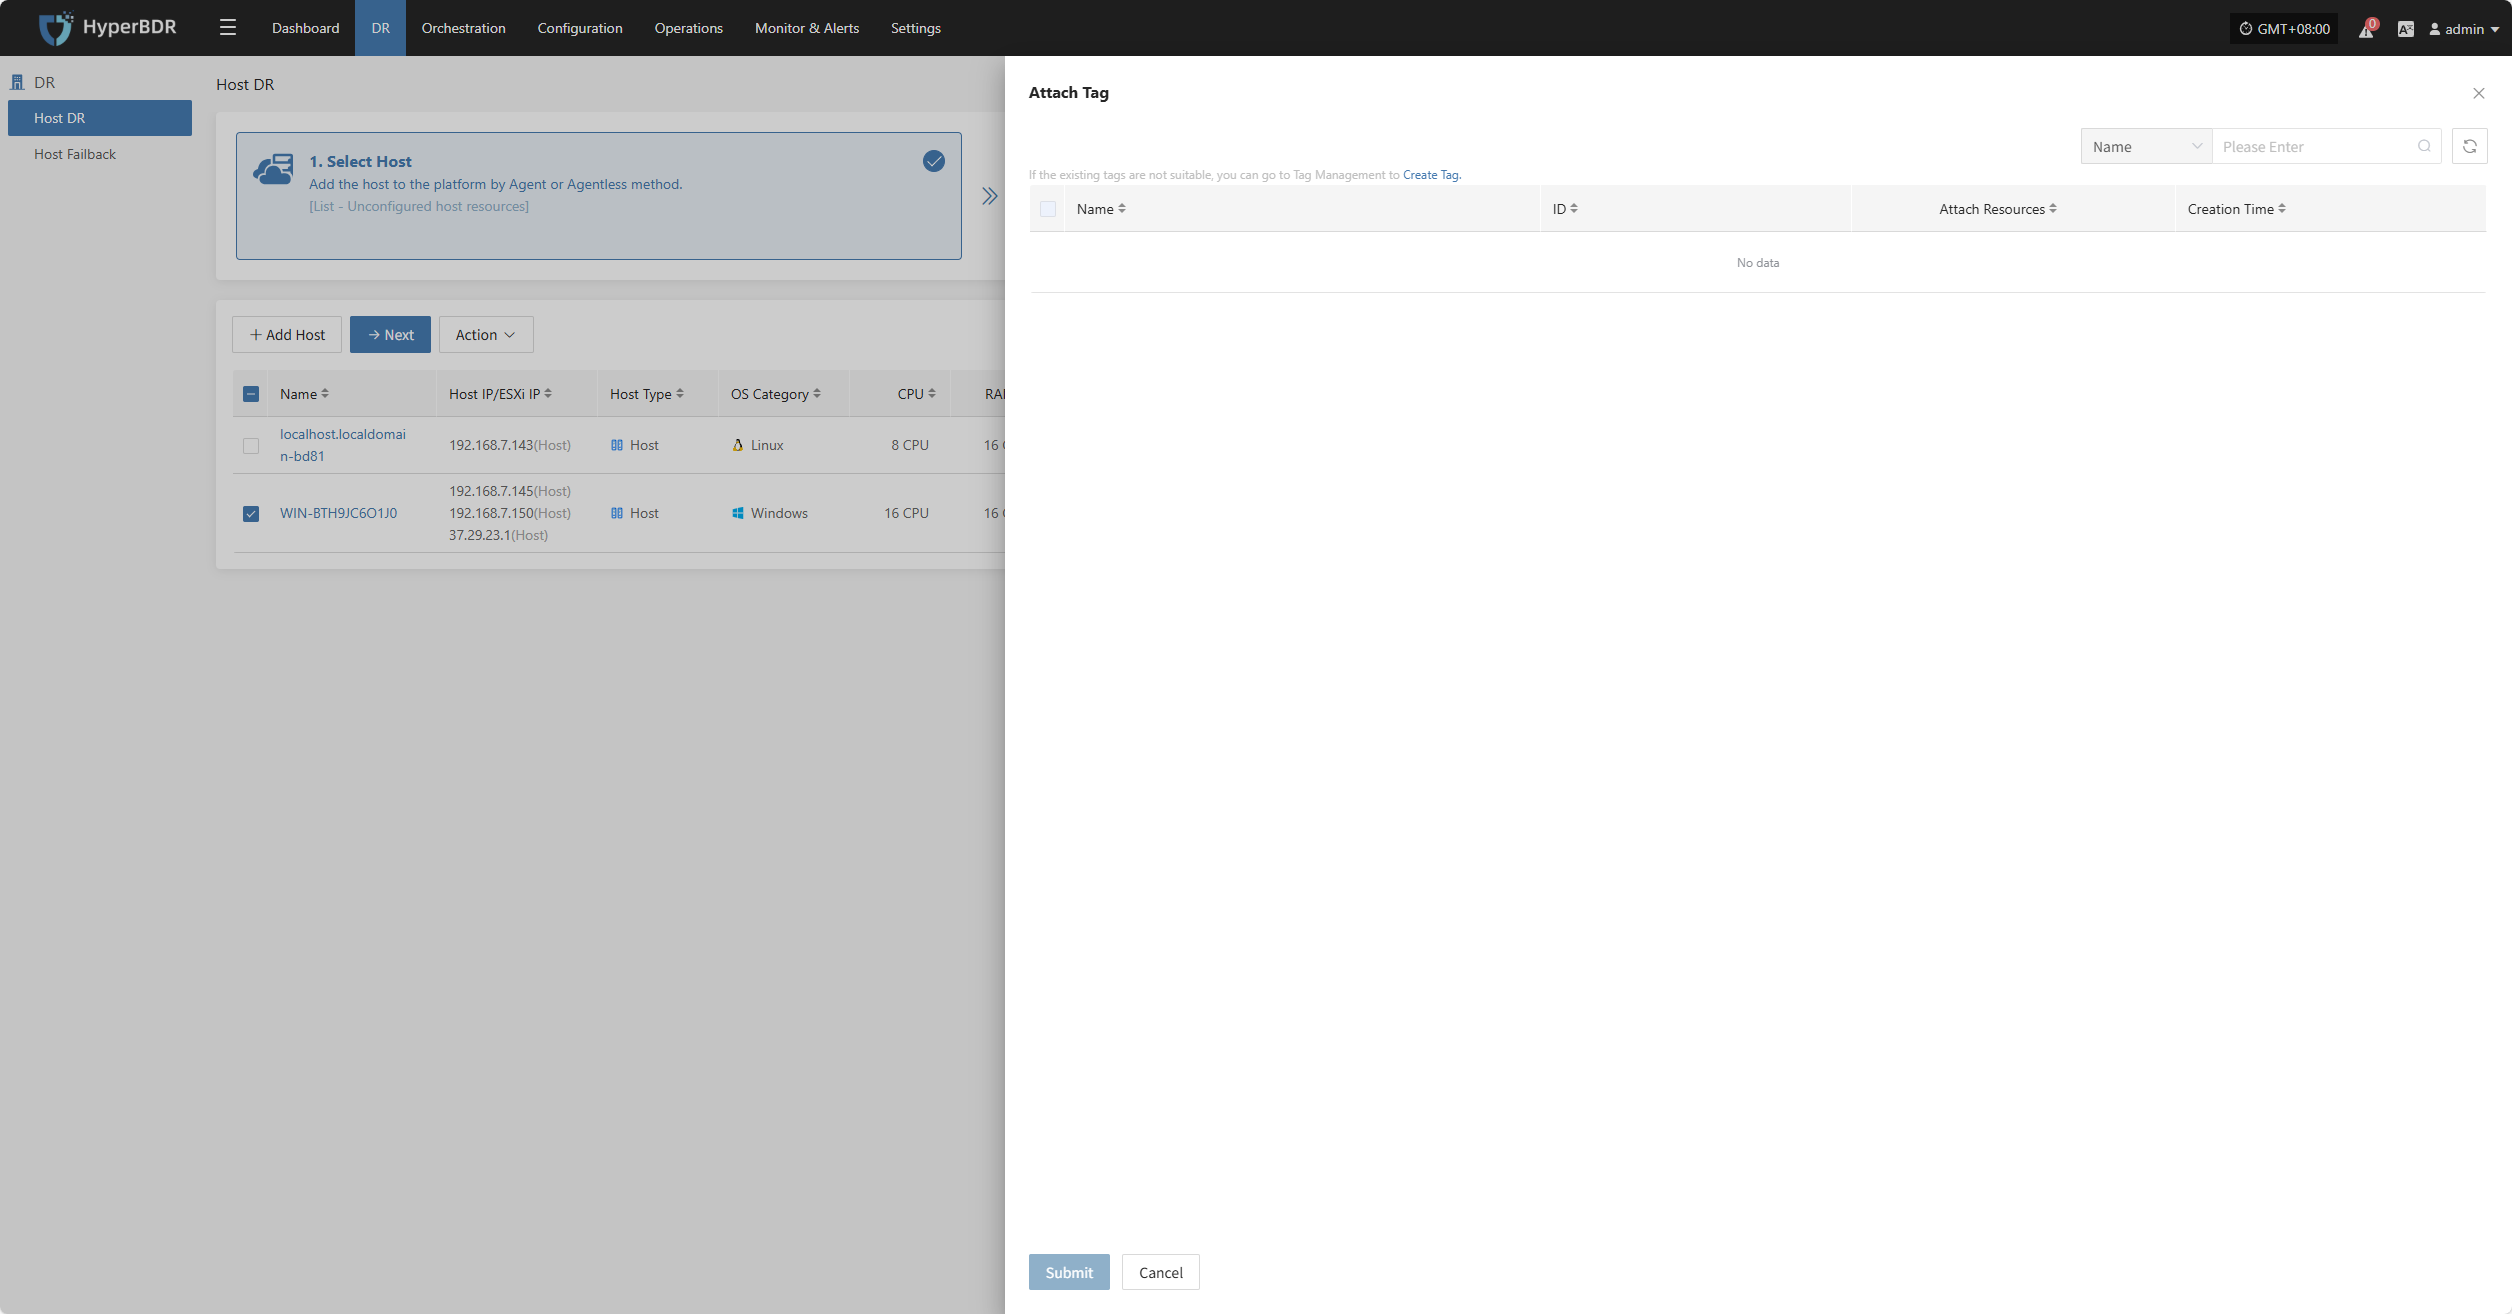 HyperBDR
Dashboard
DR
Orchestration
Configuration
Operations
Monitor & Alerts
Settings
GMT+08:00
0
admin
DR
Host DR
Host Failback
Host DR
1. Select Host
Add the host to the platform by Agent or Agentless method.
[List - Unconfigured host resources]
Add Host
Next
Action
Name
Host IP/ESXi IP
Host Type
OS Category
CPU
localhost.localdomai
n-bd81
192.168.7.143(Host)
Host
Linux
8 CPU
16
WIN-BTH9JC6O1J0
192.168.7.145(Host)
192.168.7.150(Host)
37.29.23.1(Host)
Host
Windows
16 CPU
16
Attach Tag
Name
Please Enter
If the existing tags are not suitable, you can go to Tag Management to Create Tag.
Name
ID
Attach Resources
Creation Time
No data
Submit
Cancel